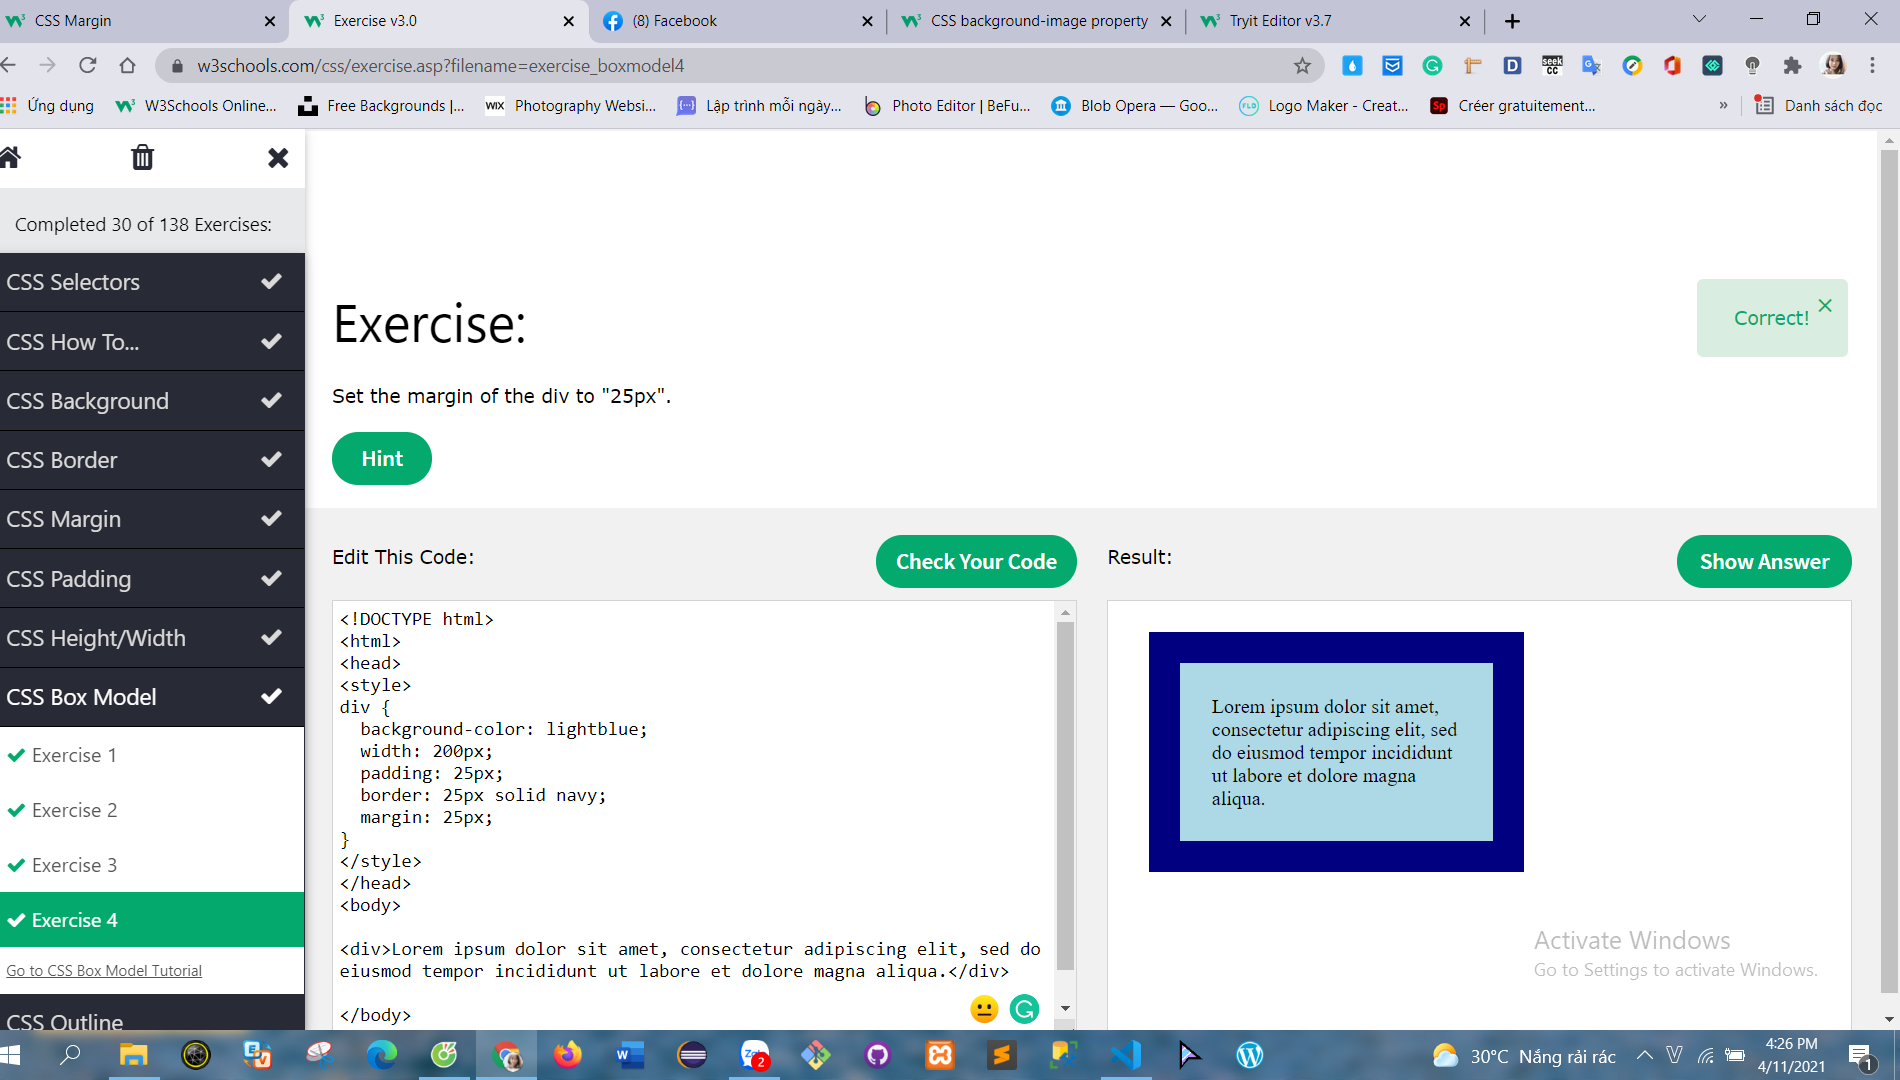 CSS Margin
Exercise v3.0
(8) Facebook
CSS background-image property
Tryit Editor v3.7
w3schools.com/css/exercise.asp?filename=exercise_boxmodel4
Ứng dụng
W3Schools Online...
Free Backgrounds |...
WIX Photography Websi...
Lập trình mỗi ngày...
Photo Editor | BeFu...
Blob Opera — Goo...
Logo Maker - Creat...
Créer gratuitement...
»
Danh sách đọc
Completed 30 of 138 Exercises:
CSS Selectors
CSS How To...
CSS Background
CSS Border
CSS Margin
CSS Padding
CSS Height/Width
CSS Box Model
Exercise 1
Exercise 2
Exercise 3
Exercise 4
Go to CSS Box Model Tutorial
CSS Outline
Exercise:
Correct!
Set the margin of the div to "25px".
Hint
Edit This Code:
Check Your Code
Result:
Show Answer
<!DOCTYPE html>
<html>
<head>
<style>
div {
  background-color: lightblue;
  width: 200px;
  padding: 25px;
  border: 25px solid navy;
  margin: 25px;
}
</style>
</head>
<body>
<div>Lorem ipsum dolor sit amet, consectetur adipiscing elit, sed do
eiusmod tempor incididunt ut labore et dolore magna aliqua.</div>
</body>
Lorem ipsum dolor sit amet,
consectetur adipiscing elit, sed
do eiusmod tempor incididunt
ut labore et dolore magna
aliqua.
Activate Windows
Go to Settings to activate Windows.
2
30°C Nắng rải rác
4:26 PM
4/11/2021
1